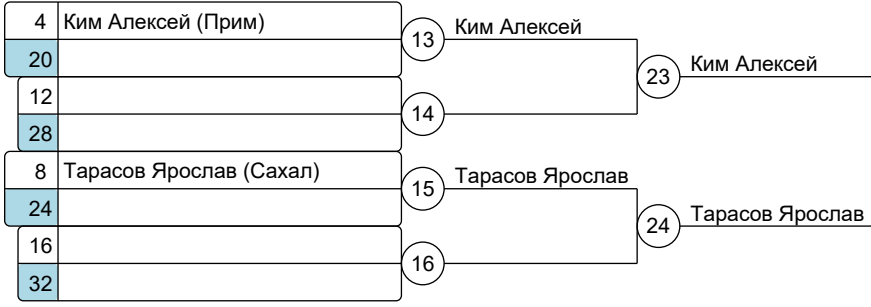 4 Ким Алексей (Прим)
13 Ким Алексей
20
23 Ким Алексей
12
14
28
8 Тарасов Ярослав (Сахал)
15 Тарасов Ярослав
24
24 Тарасов Ярослав
16
16
32